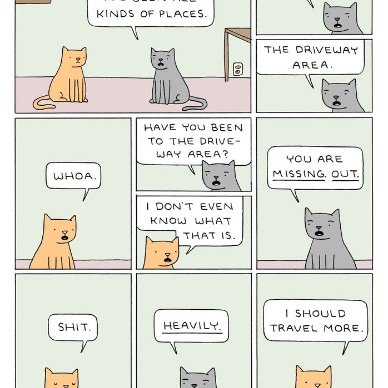 KINDS OF PLACES.
THE DRIVEWAY
AREA.
WHOA.
HAVE YOU BEEN
TO THE DRIVE-
WAY AREA?
I DON'T EVEN
KNOW WHAT
THAT IS.
YOU ARE
MISSING OUT.
SHIT.
HEAVILY.
I SHOULD
TRAVEL MORE.